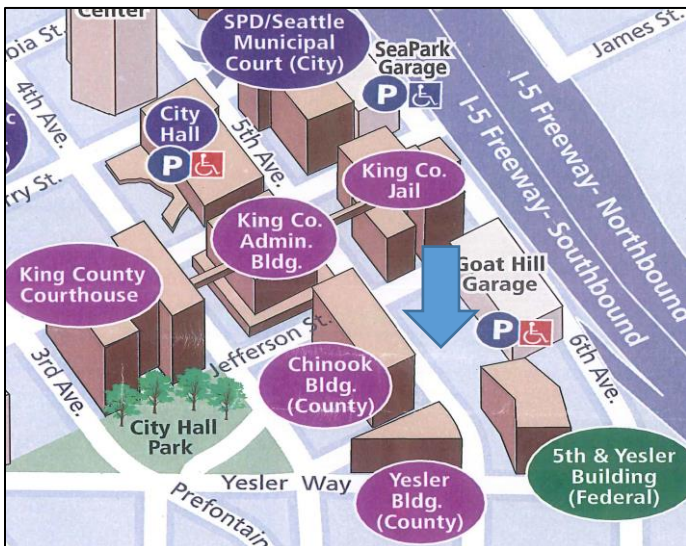 Center
SPD/Seattle
Municipal
Court (City)
SeaPark
Garage
P
James St.
4th Ave.
City
Hall
P
5th Ave.
I-5 Freeway- Northbound
I-5 Freeway- Southbound
King Co.
Jail
King Co.
Admin.
Bldg.
King County
Courthouse
Goat Hill
Garage
P
6th Ave.
Jefferson St.
3rd Ave.
Chinook
Bldg.
(County)
City Hall
Park
Yesler Way
Yesler
Bldg.
(County)
5th & Yesler
Building
(Federal)
Prefontain